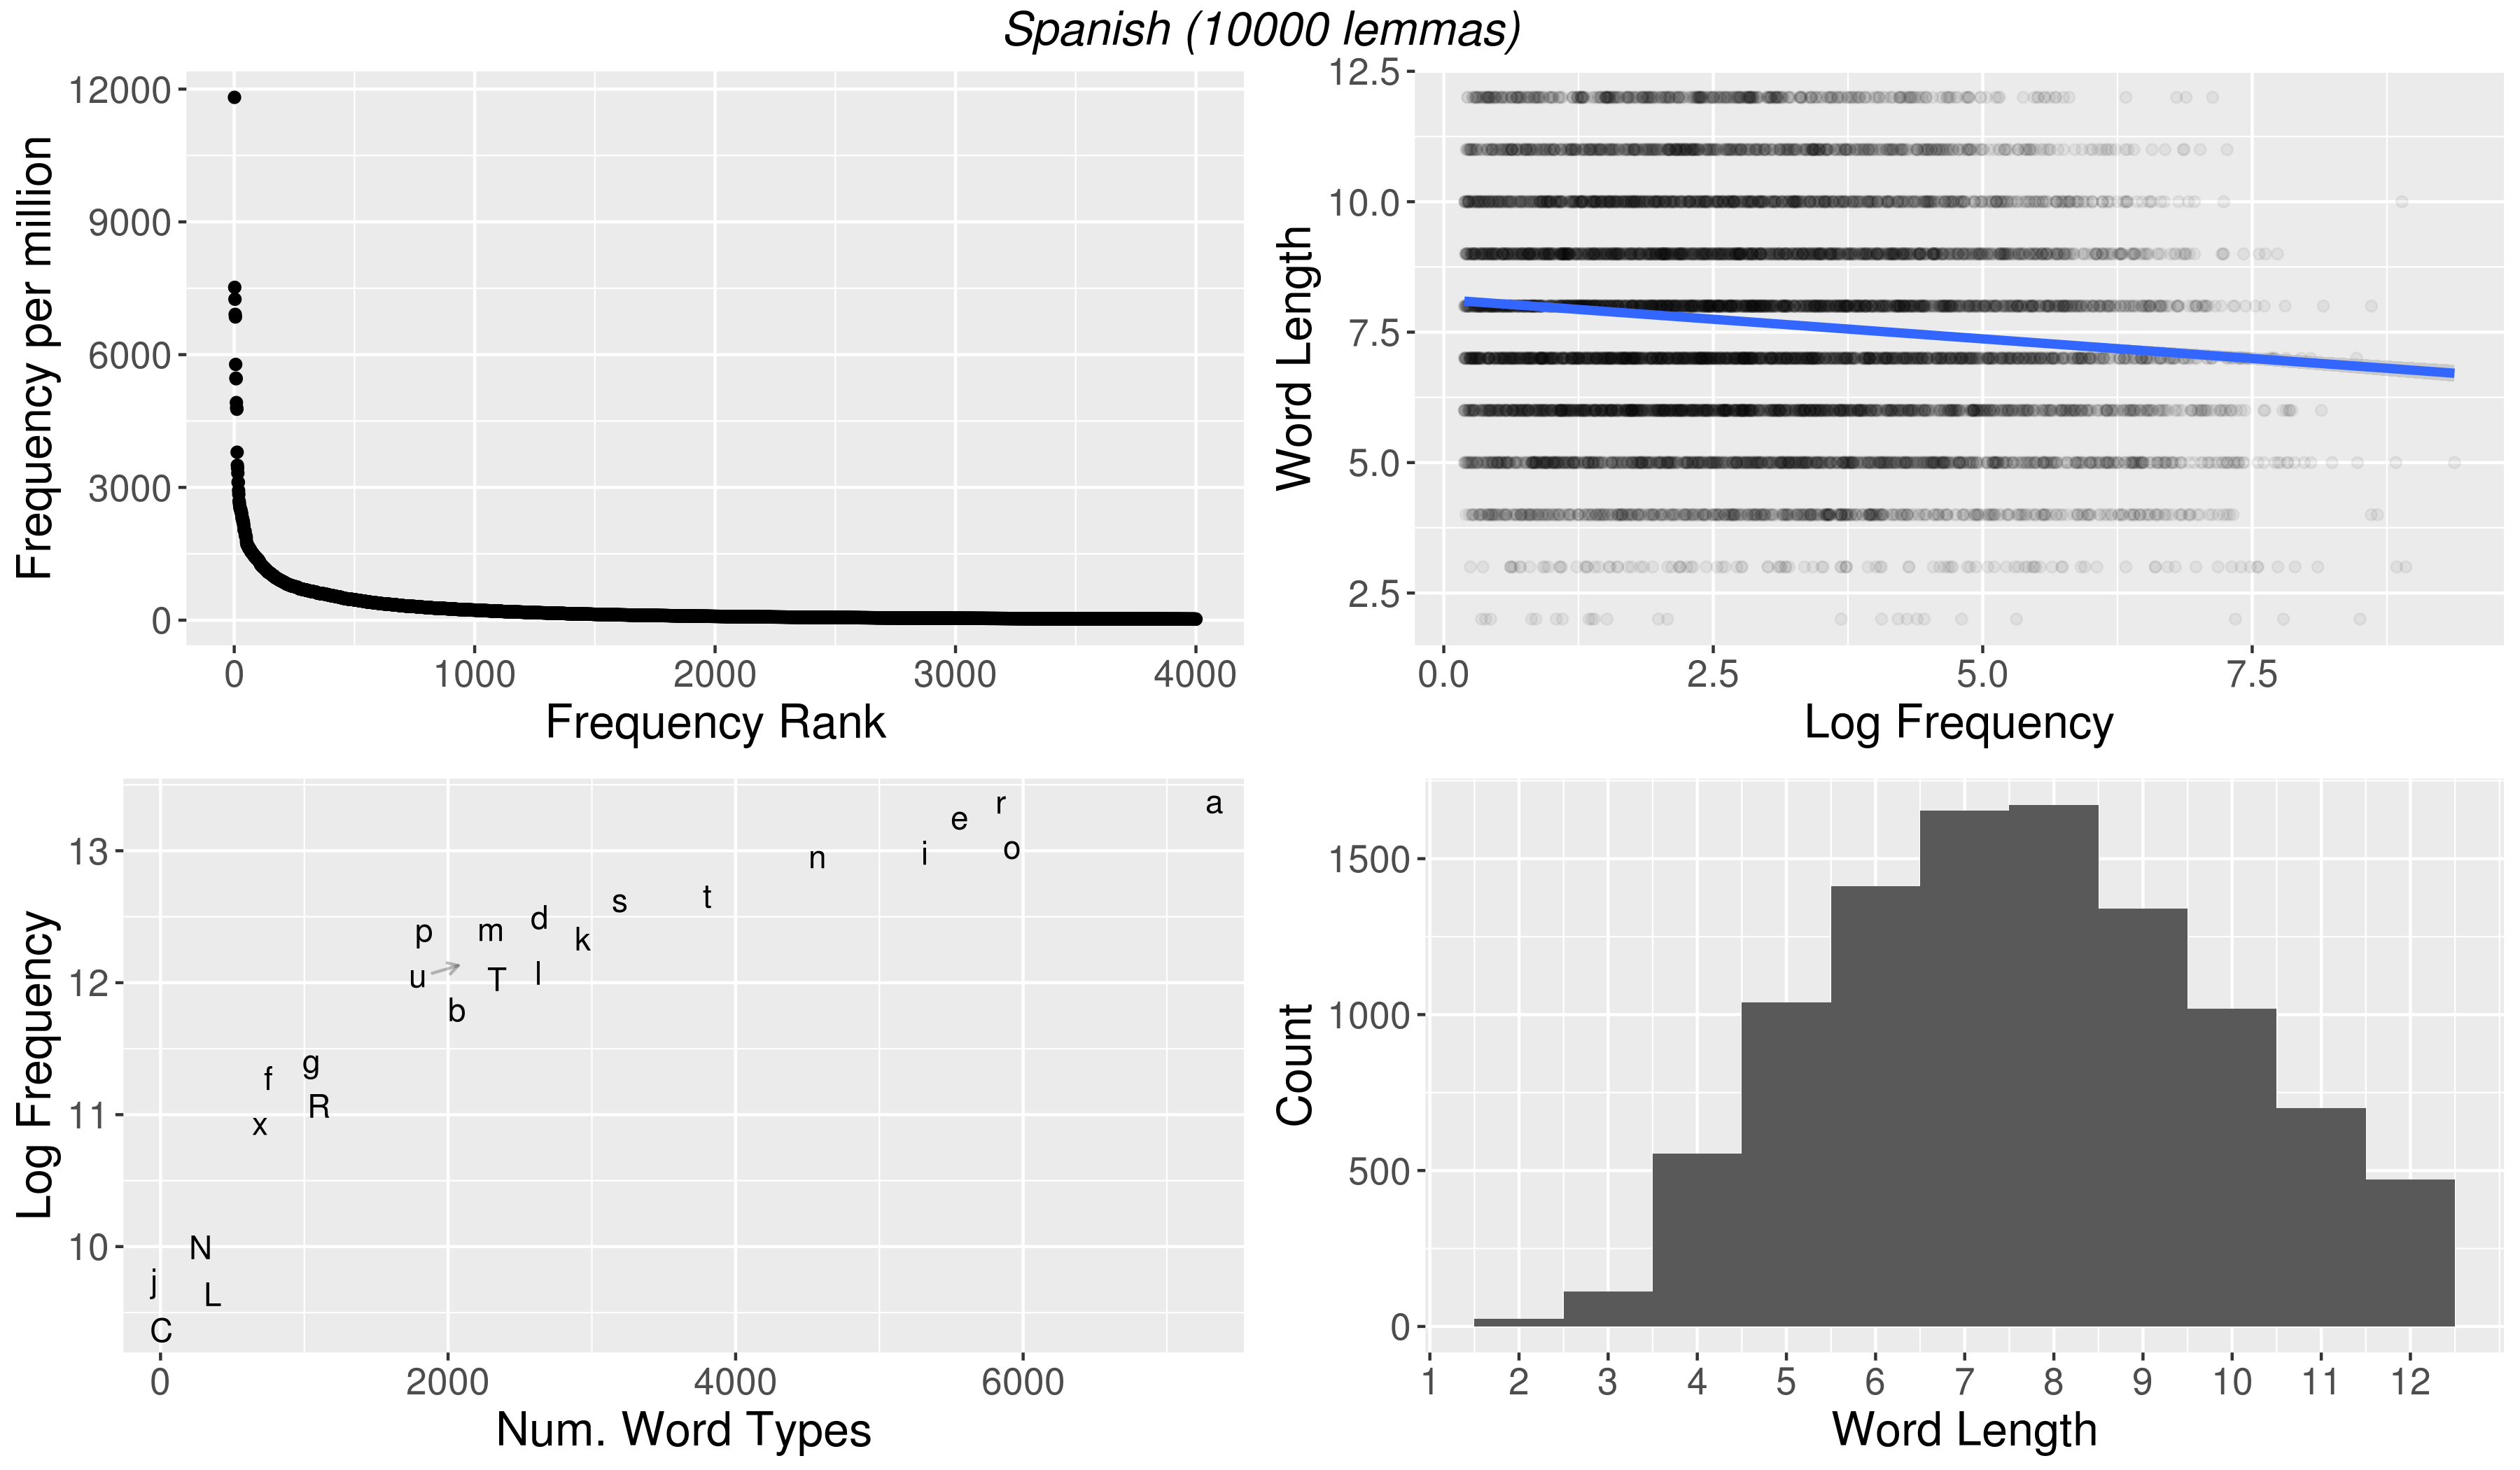 Spanish (10000 lemmas)
12000
9000
6000
3000
0
Frequency per million
0 1000 2000 3000 4000
Frequency Rank
12.5
10.0
7.5
5.0
2.5
Word Length
0.0 2.5 5.0 7.5
Log Frequency
13
12
11
10
Log Frequency
a
r
e
o
i
n
t
s
d
m
p
k
l
T
u
b
g
f
R
x
N
j
L
C
0 2000 4000 6000
Num. Word Types
1500
1000
500
0
Count
1 2 3 4 5 6 7 8 9 10 11 12
Word Length